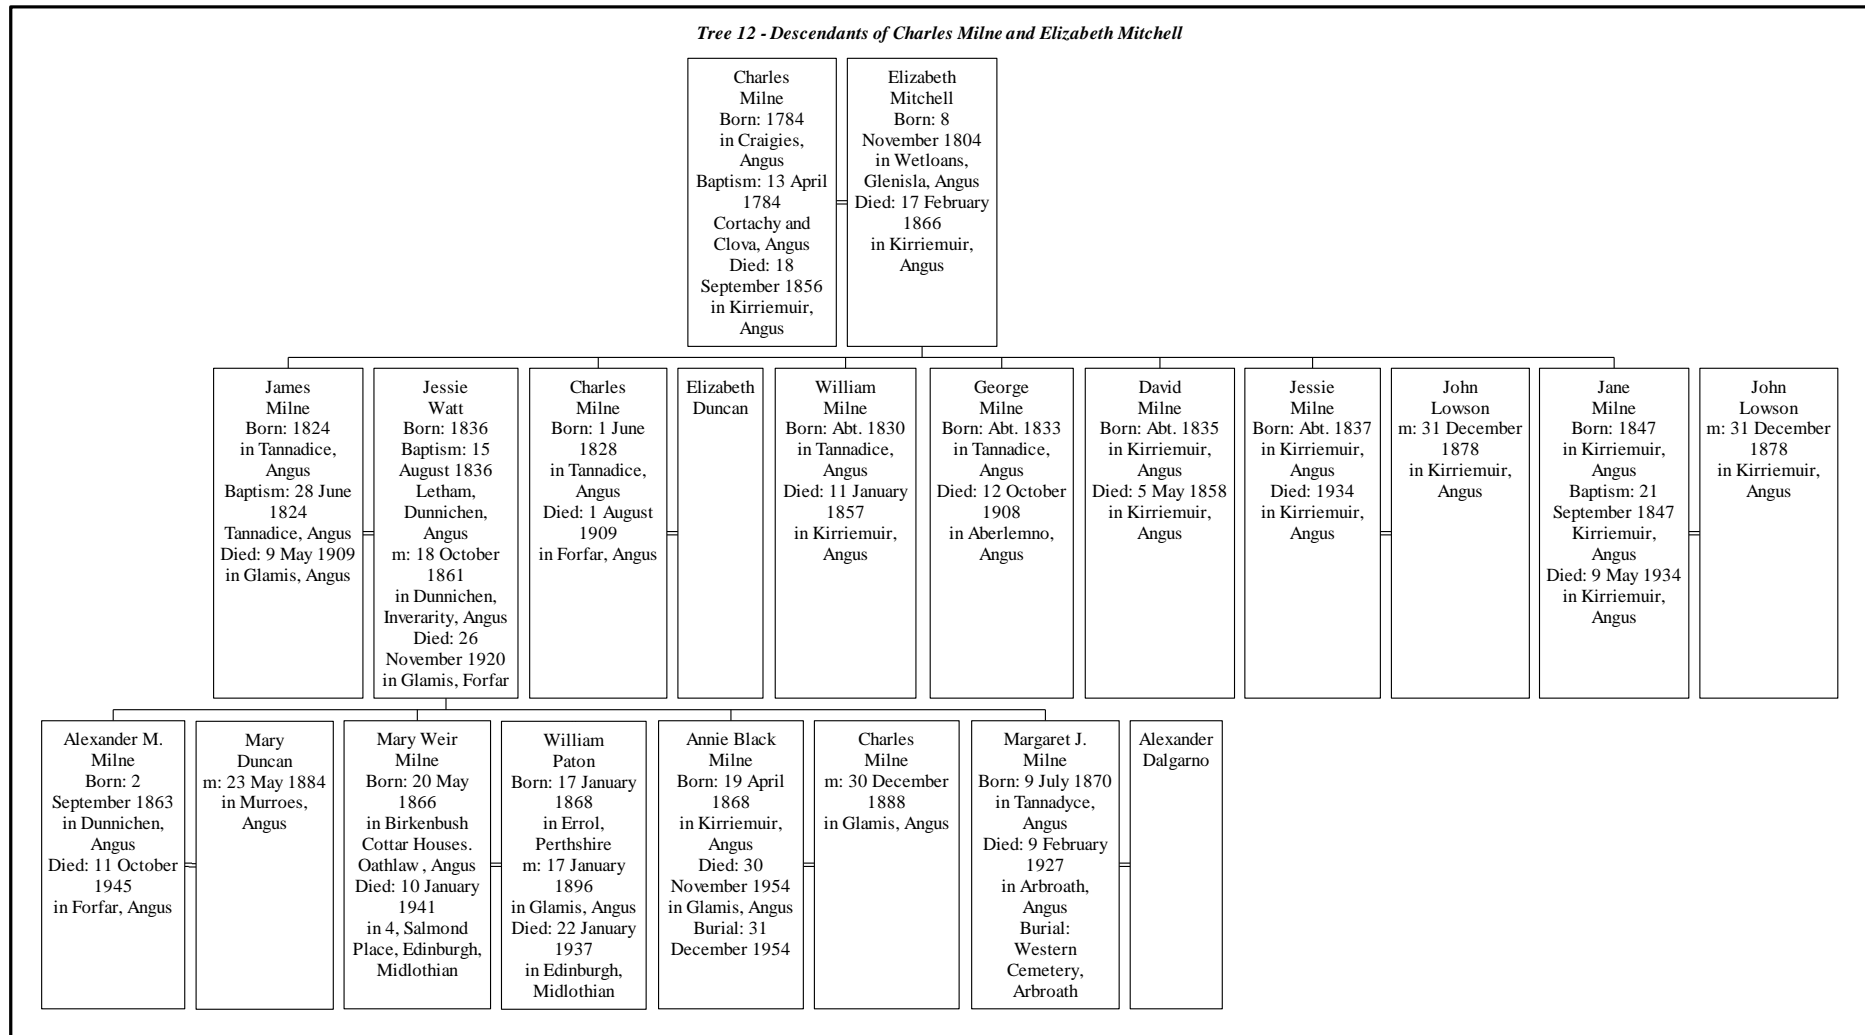 Tree 12 - Descendants of Charles Milne and Elizabeth Mitchell
Charles
Milne
Born: 1784
in Craigies,
Angus
Baptism: 13 April
1784
Cortachy and
Clova, Angus
Died: 18
September 1856
in Kirriemuir,
Angus
Elizabeth
Mitchell
Born: 8
November 1804
in Wetloans,
Glenisla, Angus
Died: 17 February
1866
in Kirriemuir,
Angus
James
Milne
Born: 1824
in Tannadice,
Angus
Baptism: 28 June
1824
Tannadice, Angus
Died: 9 May 1909
in Glamis, Angus
Jessie
Watt
Born: 1836
Baptism: 15
August 1836
Letham,
Dunnichen,
Angus
m: 18 October
1861
in Dunnichen,
Inverarity, Angus
Died: 26
November 1920
in Glamis, Forfar
Charles
Milne
Born: 1 June
1828
in Tannadice,
Angus
Died: 1 August
1909
in Forfar, Angus
Elizabeth
Duncan
William
Milne
Born: Abt. 1830
in Tannadice,
Angus
Died: 11 January
1857
in Kirriemuir,
Angus
George
Milne
Born: Abt. 1833
in Tannadice,
Angus
Died: 12 October
1908
in Aberlemno,
Angus
David
Milne
Born: Abt. 1835
in Kirriemuir,
Angus
Died: 5 May 1858
in Kirriemuir,
Angus
Jessie
Milne
Born: Abt. 1837
in Kirriemuir,
Angus
Died: 1934
in Kirriemuir,
Angus
John
Lowson
m: 31 December
1878
in Kirriemuir,
Angus
Jane
Milne
Born: 1847
in Kirriemuir,
Angus
Baptism: 21
September 1847
Kirriemuir,
Angus
Died: 9 May 1934
in Kirriemuir,
Angus
John
Lowson
m: 31 December
1878
in Kirriemuir,
Angus
Alexander M.
Milne
Born: 2
September 1863
in Dunnichen,
Angus
Died: 11 October
1945
in Forfar, Angus
Mary
Duncan
m: 23 May 1884
in Murroes,
Angus
Mary Weir
Milne
Born: 20 May
1866
in Birkenbush
Cottar Houses.
Oathlaw , Angus
Died: 10 January
1941
in 4, Salmond
Place, Edinburgh,
Midlothian
William
Paton
Born: 17 January
1868
in Errol,
Perthshire
m: 17 January
1896
in Glamis, Angus
Died: 22 January
1937
in Edinburgh,
Midlothian
Annie Black
Milne
Born: 19 April
1868
in Kirriemuir,
Angus
Died: 30
November 1954
in Glamis, Angus
Burial: 31
December 1954
Charles
Milne
m: 30 December
1888
in Glamis, Angus
Margaret J.
Milne
Born: 9 July 1870
in Tannadyce,
Angus
Died: 9 February
1927
in Arbroath,
Angus
Burial:
Western
Cemetery,
Arbroath
Alexander
Dalgarno